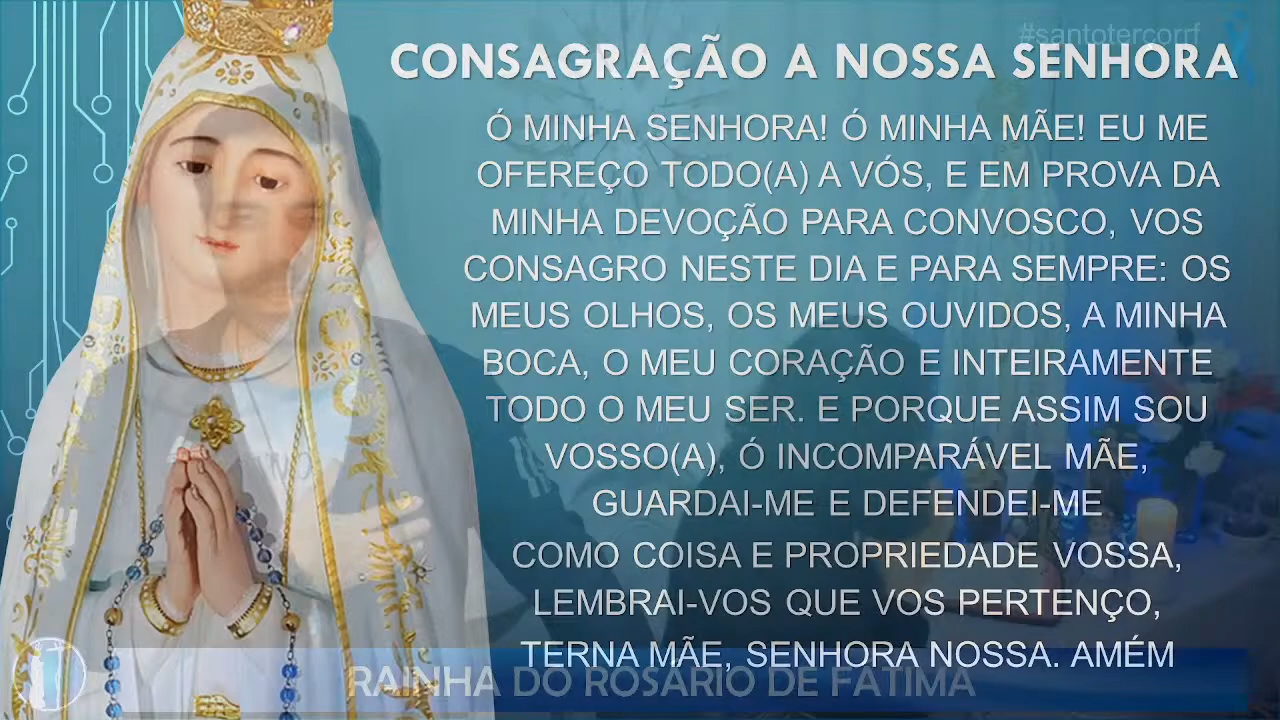 #santotercorrf
CONSAGRAÇÃO A NOSSA SENHORA
Ó MINHA SENHORA! Ó MINHA MÃE! EU ME
OFEREÇO TODO(A) A VÓS, E EM PROVA DA
MINHA DEVOÇÃO PARA CONVOSCO, VOS
CONSAGRO NESTE DIA E PARA SEMPRE: OS
MEUS OLHOS, OS MEUS OUVIDOS, A MINHA
BOCA, O MEU CORAÇÃO E INTEIRAMENTE
TODO O MEU SER. E PORQUE ASSIM SOU
VOSSO(A), Ó INCOMPARÁVEL MÃE,
GUARDAI-ME E DEFENDEI-ME
COMO COISA E PROPRIEDADE VOSSA,
LEMBRAI-VOS QUE VOS PERTENÇO,
TERNA MÃE, SENHORA NOSSA. AMÉM
RAINHA DO ROSÁRIO DE FÁTIMA